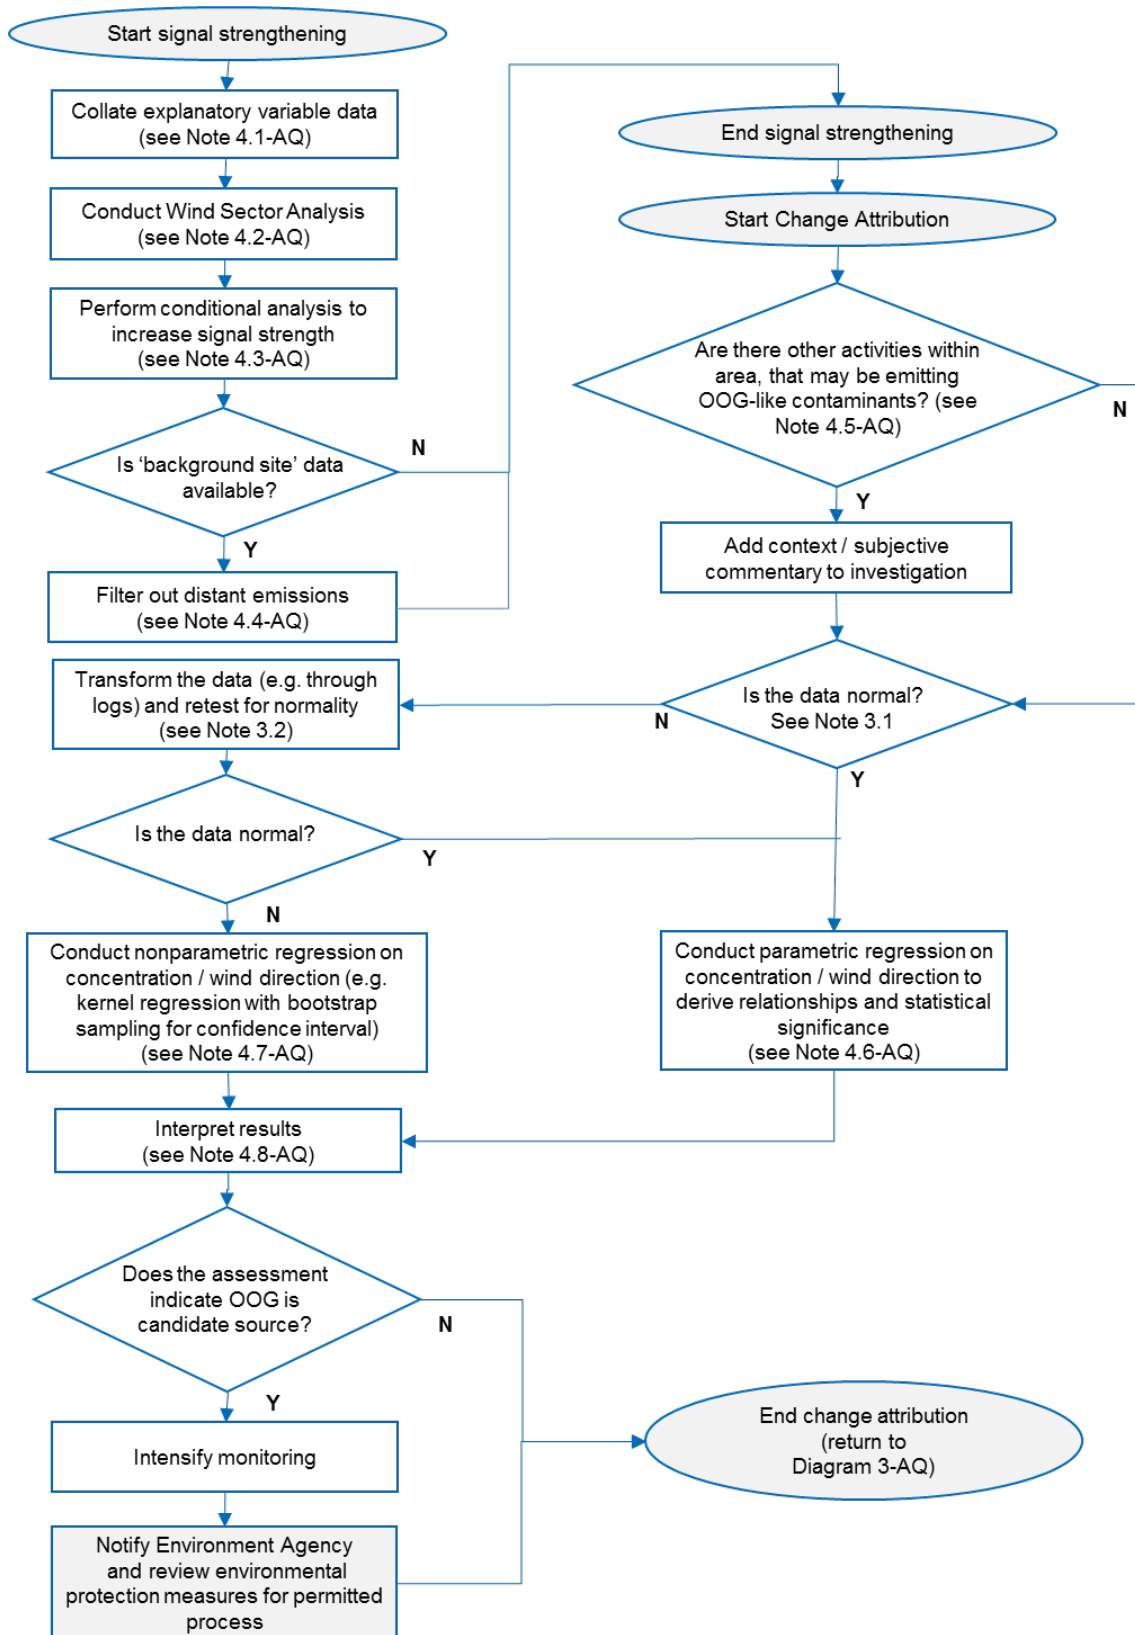 Start signal strengthening
Collate explanatory variable data
(see Note 4.1-AQ)
Conduct Wind Sector Analysis
(see Note 4.2-AQ)
Perform conditional analysis to
increase signal strength
(see Note 4.3-AQ)
Is ‘background site’ data
available?
N
Y
Filter out distant emissions
(see Note 4.4-AQ)
End signal strengthening
Start Change Attribution
Are there other activities within
area, that may be emitting
OOG-like contaminants? (see
Note 4.5-AQ)
N
Y
Add context / subjective
commentary to investigation
Is the data normal?
See Note 3.1
N
Y
Transform the data (e.g. through
logs) and retest for normality
(see Note 3.2)
Is the data normal?
Y
N
Conduct nonparametric regression on
concentration / wind direction (e.g.
kernel regression with bootstrap
sampling for confidence interval)
(see Note 4.7-AQ)
Conduct parametric regression on
concentration / wind direction to
derive relationships and statistical
significance
(see Note 4.6-AQ)
Interpret results
(see Note 4.8-AQ)
Does the assessment
indicate OOG is
candidate source?
N
Y
Intensify monitoring
Notify Environment Agency
and review environmental
protection measures for permitted
process
End change attribution
(return to
Diagram 3-AQ)